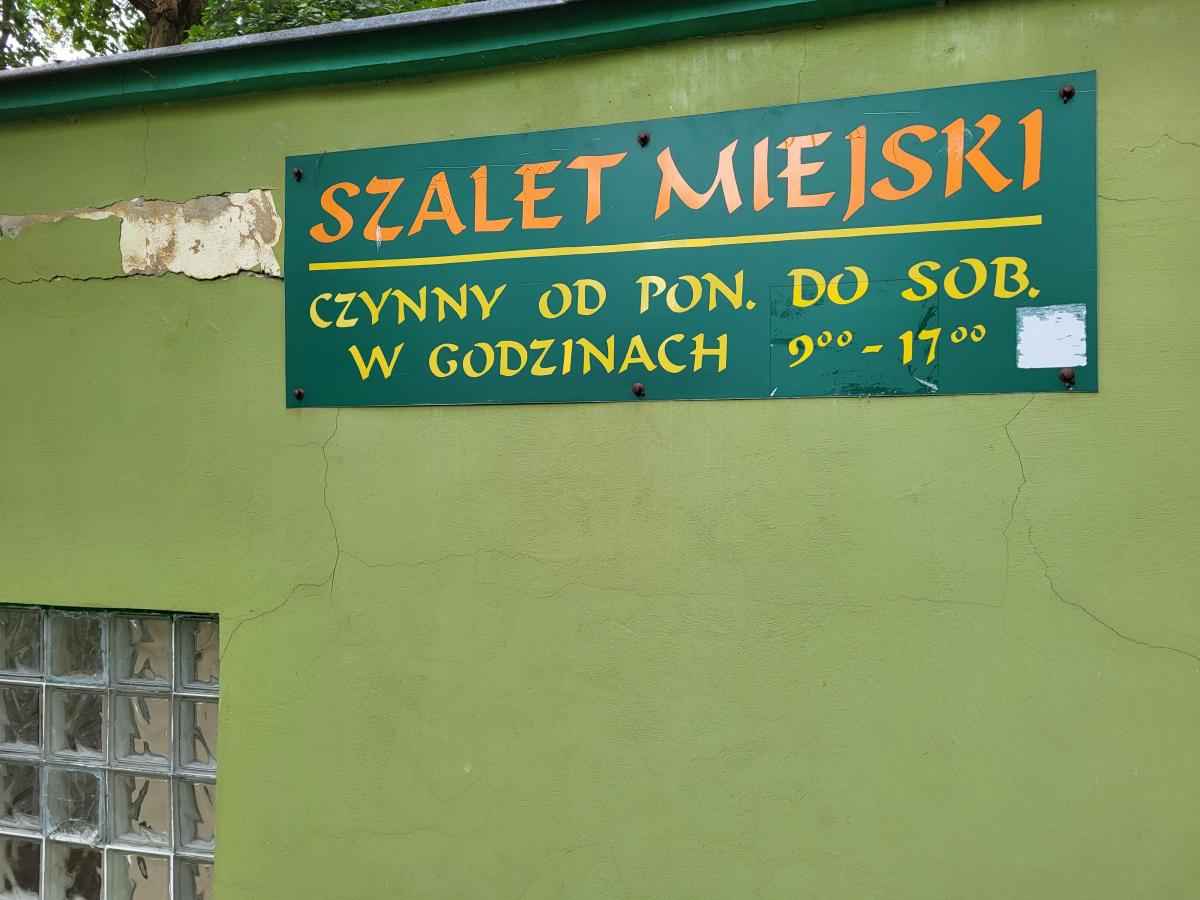 SZALET MIEJSKI
CZYNNY OD PON. DO SOB.
W GODZINACH 9⁰⁰ - 17⁰⁰